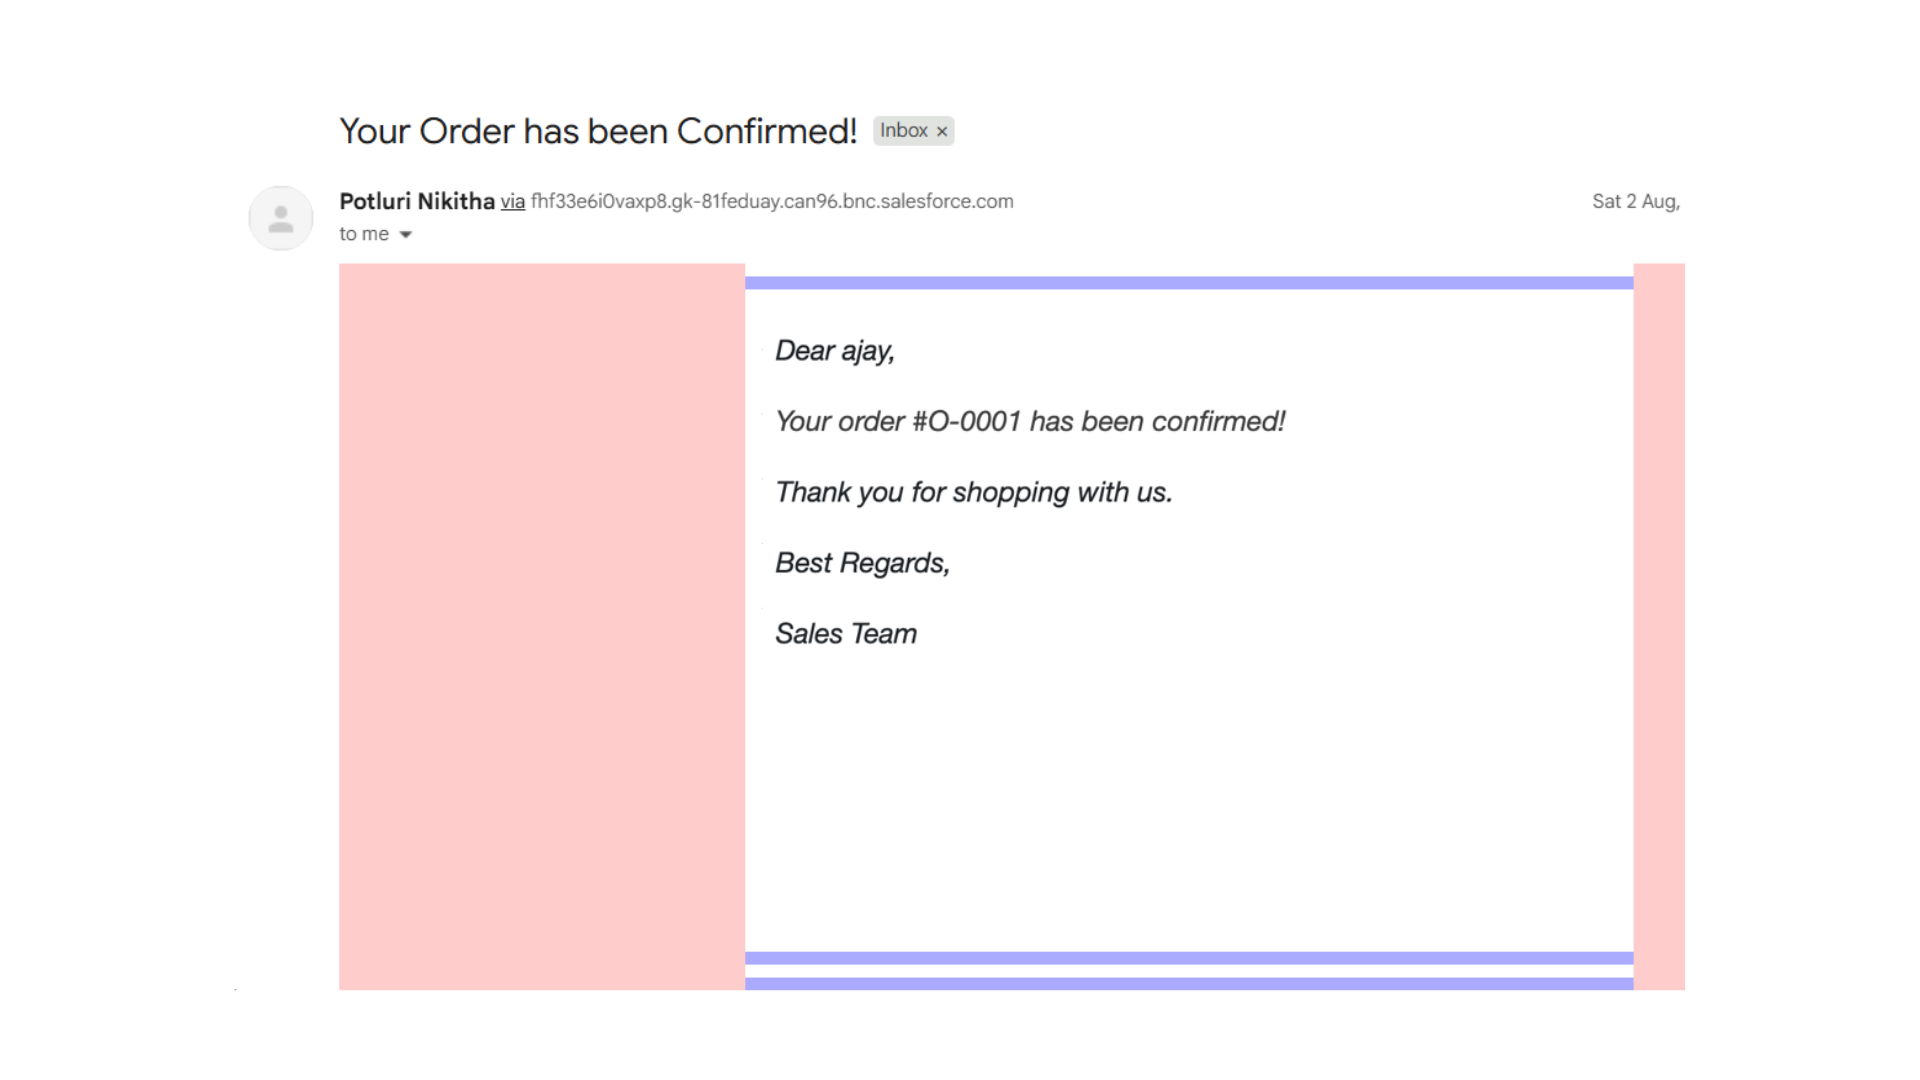 Your Order has been Confirmed! Inbox ×
Potluri Nikitha via fhf33e6i0vaxp8.gk-81feduay.can96.bnc.salesforce.com Sat 2 Aug,
to me
Dear ajay,
Your order #O-0001 has been confirmed!
Thank you for shopping with us.
Best Regards,
Sales Team